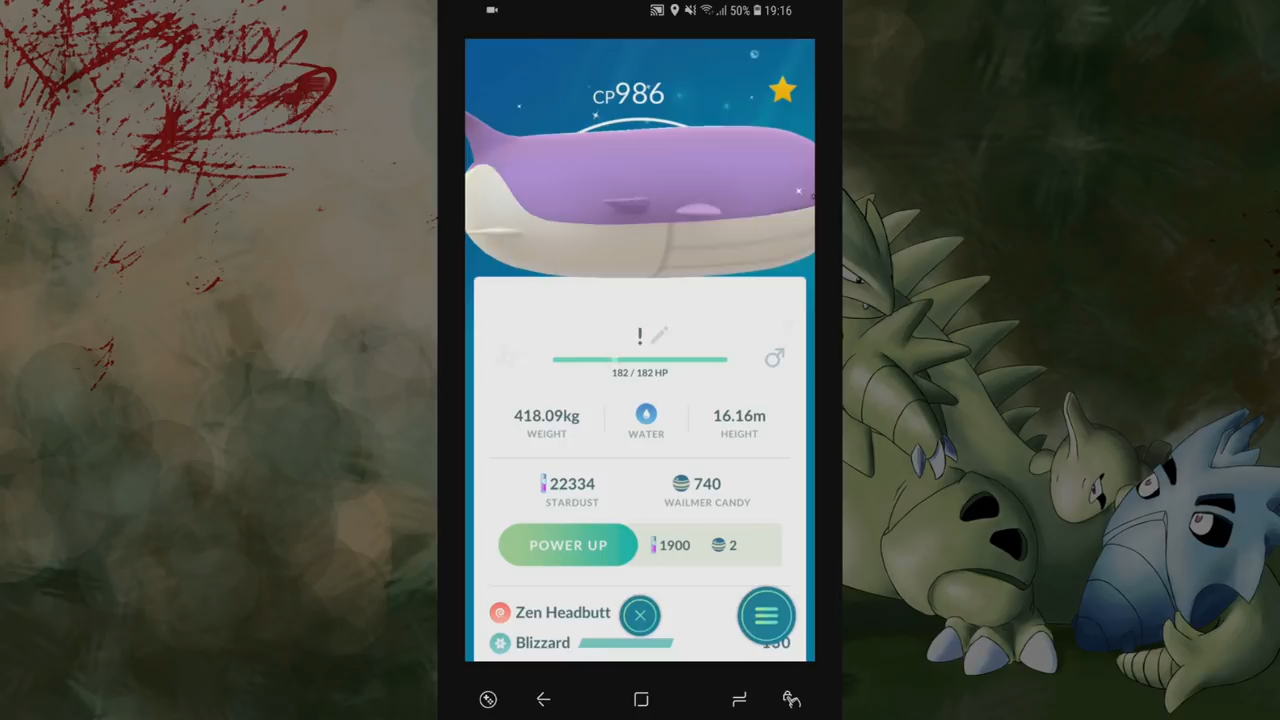 50% 19:16
CP986
!
182 / 182 HP
418.09kg
WEIGHT
WATER
16.16m
HEIGHT
22334
STARDUST
740
WAILMER CANDY
POWER UP 1900 2
Zen Headbutt
Blizzard